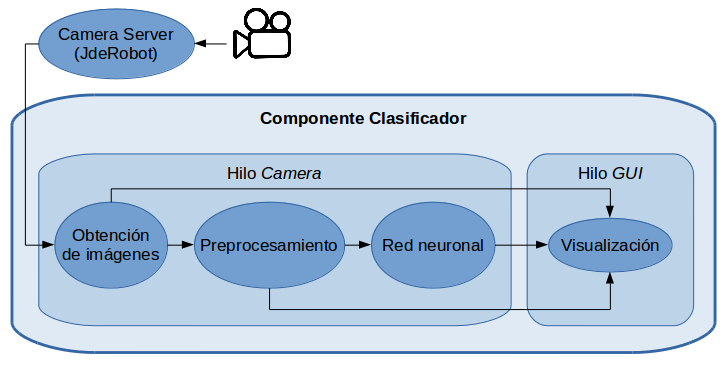 Camera Server
(JdeRobot)
Componente Clasificador
Hilo Camera
Hilo GUI
Obtención
de imágenes
Preprocesamiento
Red neuronal
Visualización